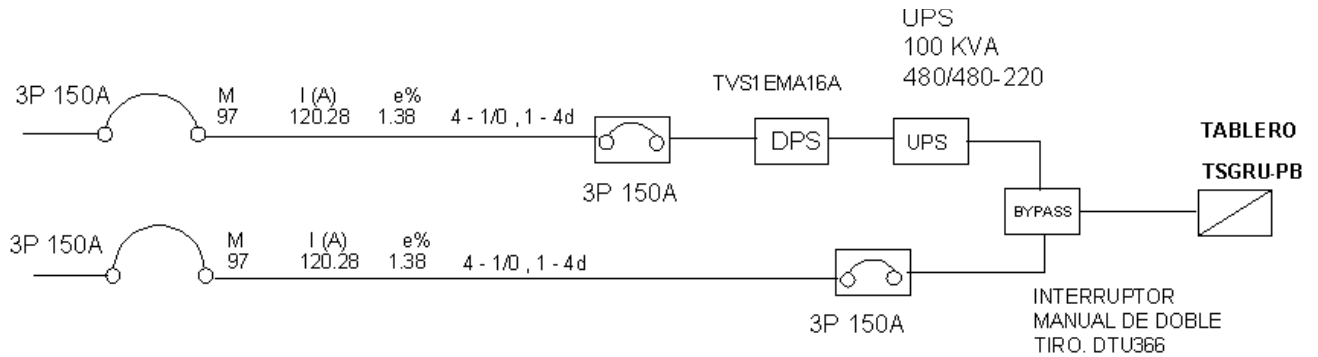 UPS
100 KVA
480/480-220
TVS1EMA16A
3P 150A
M I (A) e%
97 120.28 1.38 4 - 1/0 , 1 - 4d
DPS
UPS
3P 150A
TABLERO
TSGRU-PB
BYPASS
3P 150A
M I (A) e%
97 120.28 1.38 4 - 1/0 , 1 - 4d
3P 150A
INTERRUPTOR
MANUAL DE DOBLE
TIRO. DTU366